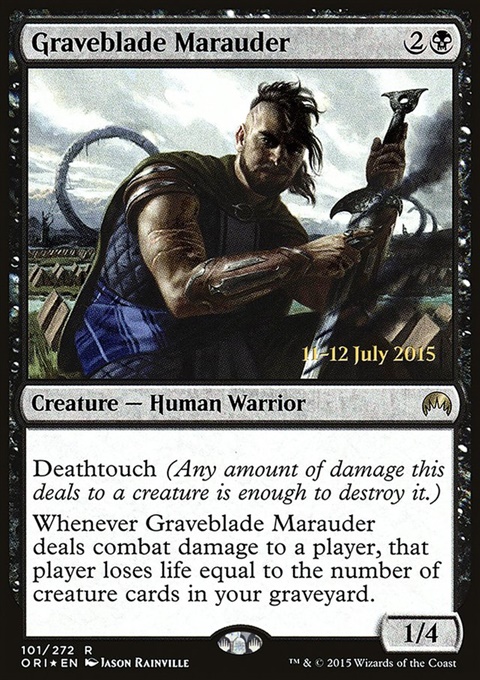 Graveblade Marauder 2
11-12 July 2015
Creature — Human Warrior
Deathtouch (Any amount of damage this
deals to a creature is enough to destroy it.)
Whenever Graveblade Marauder
deals combat damage to a player, that
player loses life equal to the number of
creature cards in your graveyard.
1/4
101/272 R
ORI★EN Jason Rainville
™ & © 2015 Wizards of the Coast